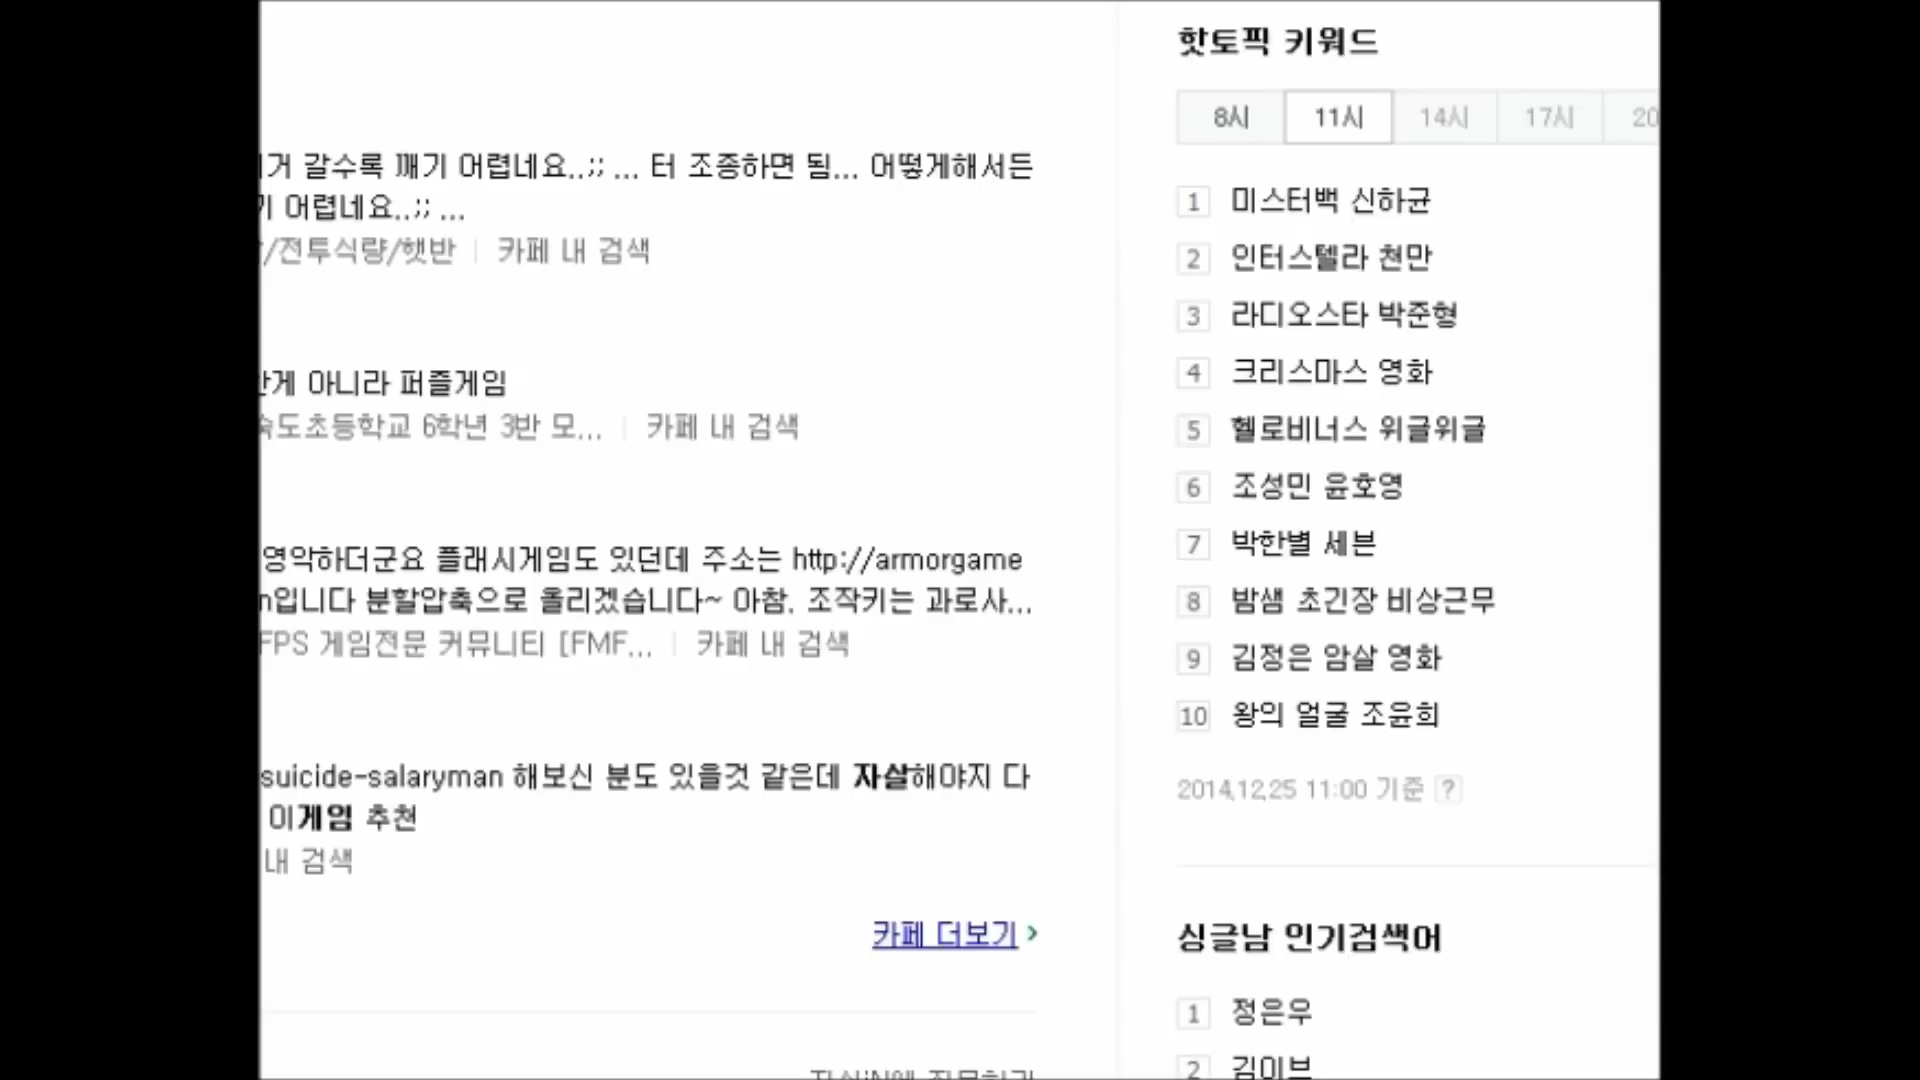 거 갈수록 깨기 어렵네요..;; ... 터 조종하면 됨... 어떻게해서든
기 어렵네요..;; ...
/전투식량/햇반 | 카페 내 검색
게 아니라 퍼즐게임
도초등학교 6학년 3반 모... | 카페 내 검색
영악하더군요 플래시게임도 있던데 주소는 http://armorgame
n입니다 분할압축으로 올리겠습니다~ 아참. 조작키는 과로사...
FPS 게임전문 커뮤니티 [FMF... | 카페 내 검색
suicide-salaryman 해보신 분도 있을것 같은데 자살해야지 다
이게임 추천
내 검색
카페 더보기 >
핫토픽 키워드
8시 11시 14시 17시 20
1 미스터백 신하균
2 인터스텔라 천만
3 라디오스타 박준형
4 크리스마스 영화
5 헬로비너스 위글위글
6 조성민 윤호영
7 박한별 세븐
8 밤샘 초긴장 비상근무
9 김정은 암살 영화
10 왕의 얼굴 조윤희
2014.12.25 11:00 기준 ?
싱글남 인기검색어
1 정은우
2 김이브